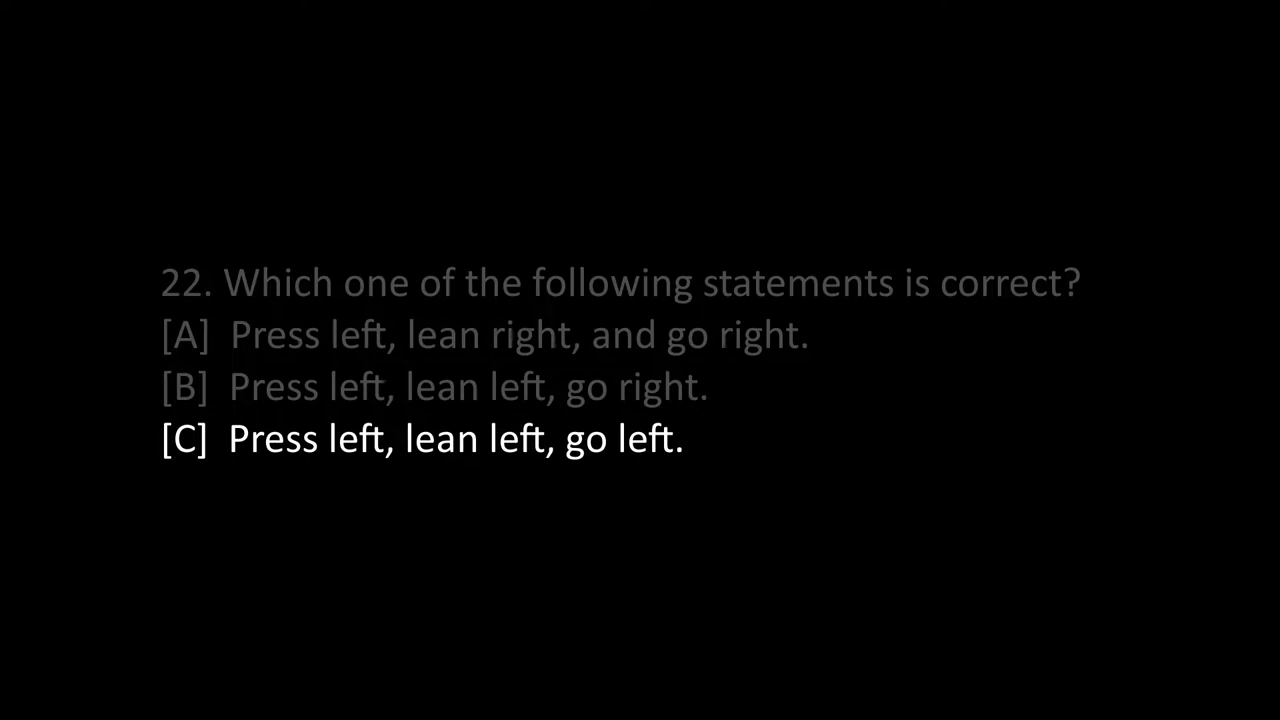 22. Which one of the following statements is correct?
[A]  Press left, lean right, and go right.
[B]  Press left, lean left, go right.
[C]  Press left, lean left, go left.